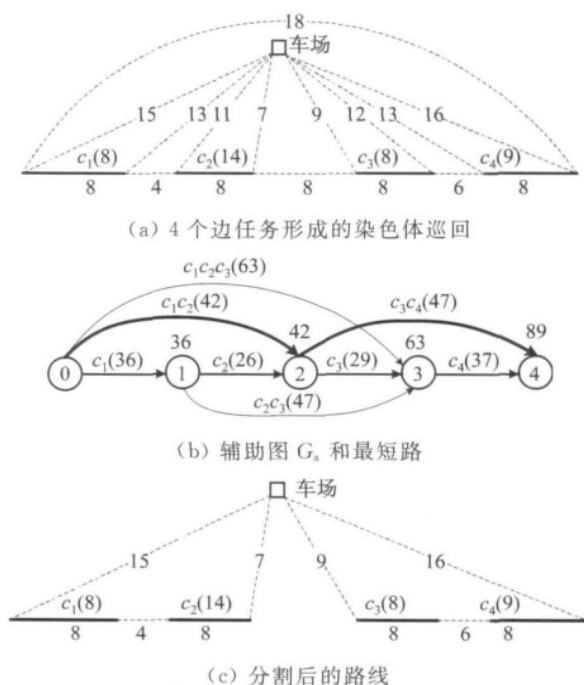 18
车场
15 13 11 7 9 12 13 16
c₁(8) c₂(14) c₃(8) c₄(9)
8 4 8 8 8 6 8
(a) 4 个边任务形成的染色体巡回
c₁c₂c₃(63)
c₁c₂(42) c₃c₄(47)
36 42 63 89
0 c₁(36) 1 c₂(26) 2 c₃(29) 3 c₄(37) 4
c₂c₃(47)
(b) 辅助图 Gₐ 和最短路
车场
15 7 9 16
c₁(8) c₂(14) c₃(8) c₄(9)
8 4 8 8 6 8
(c) 分割后的路线